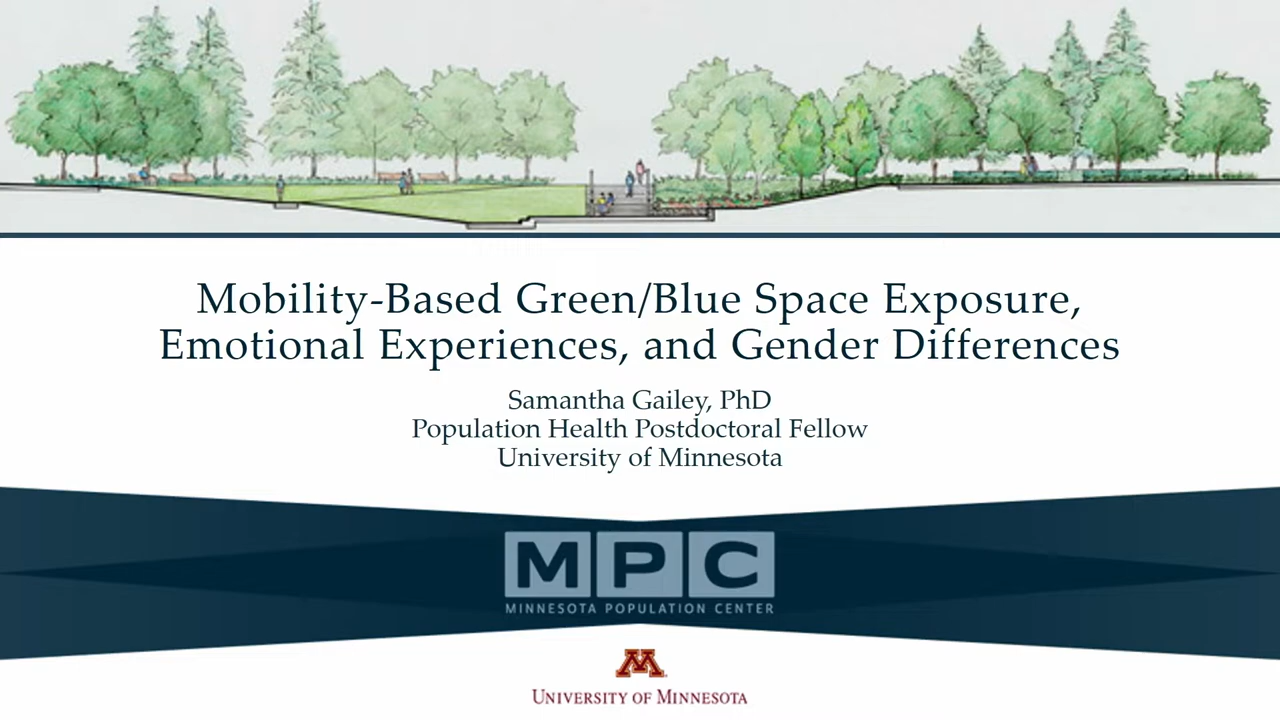 Mobility-Based Green/Blue Space Exposure,
Emotional Experiences, and Gender Differences
Samantha Gailey, PhD
Population Health Postdoctoral Fellow
University of Minnesota
MPC
MINNESOTA POPULATION CENTER
M
UNIVERSITY OF MINNESOTA